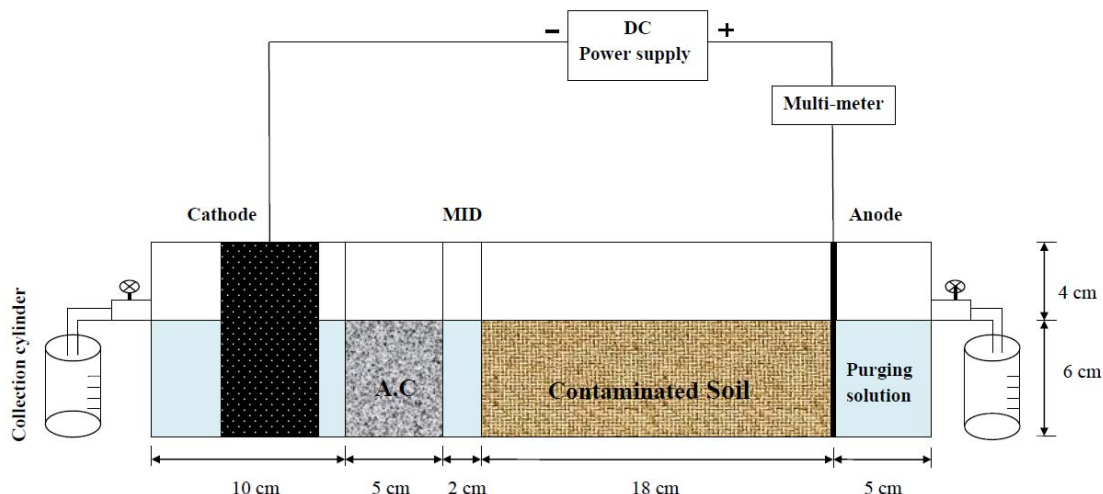 DC
Power supply
−
+
Multi-meter
Cathode
MID
Anode
Collection cylinder
4 cm
6 cm
A.C
Contaminated Soil
Purging
solution
10 cm
5 cm
2 cm
18 cm
5 cm